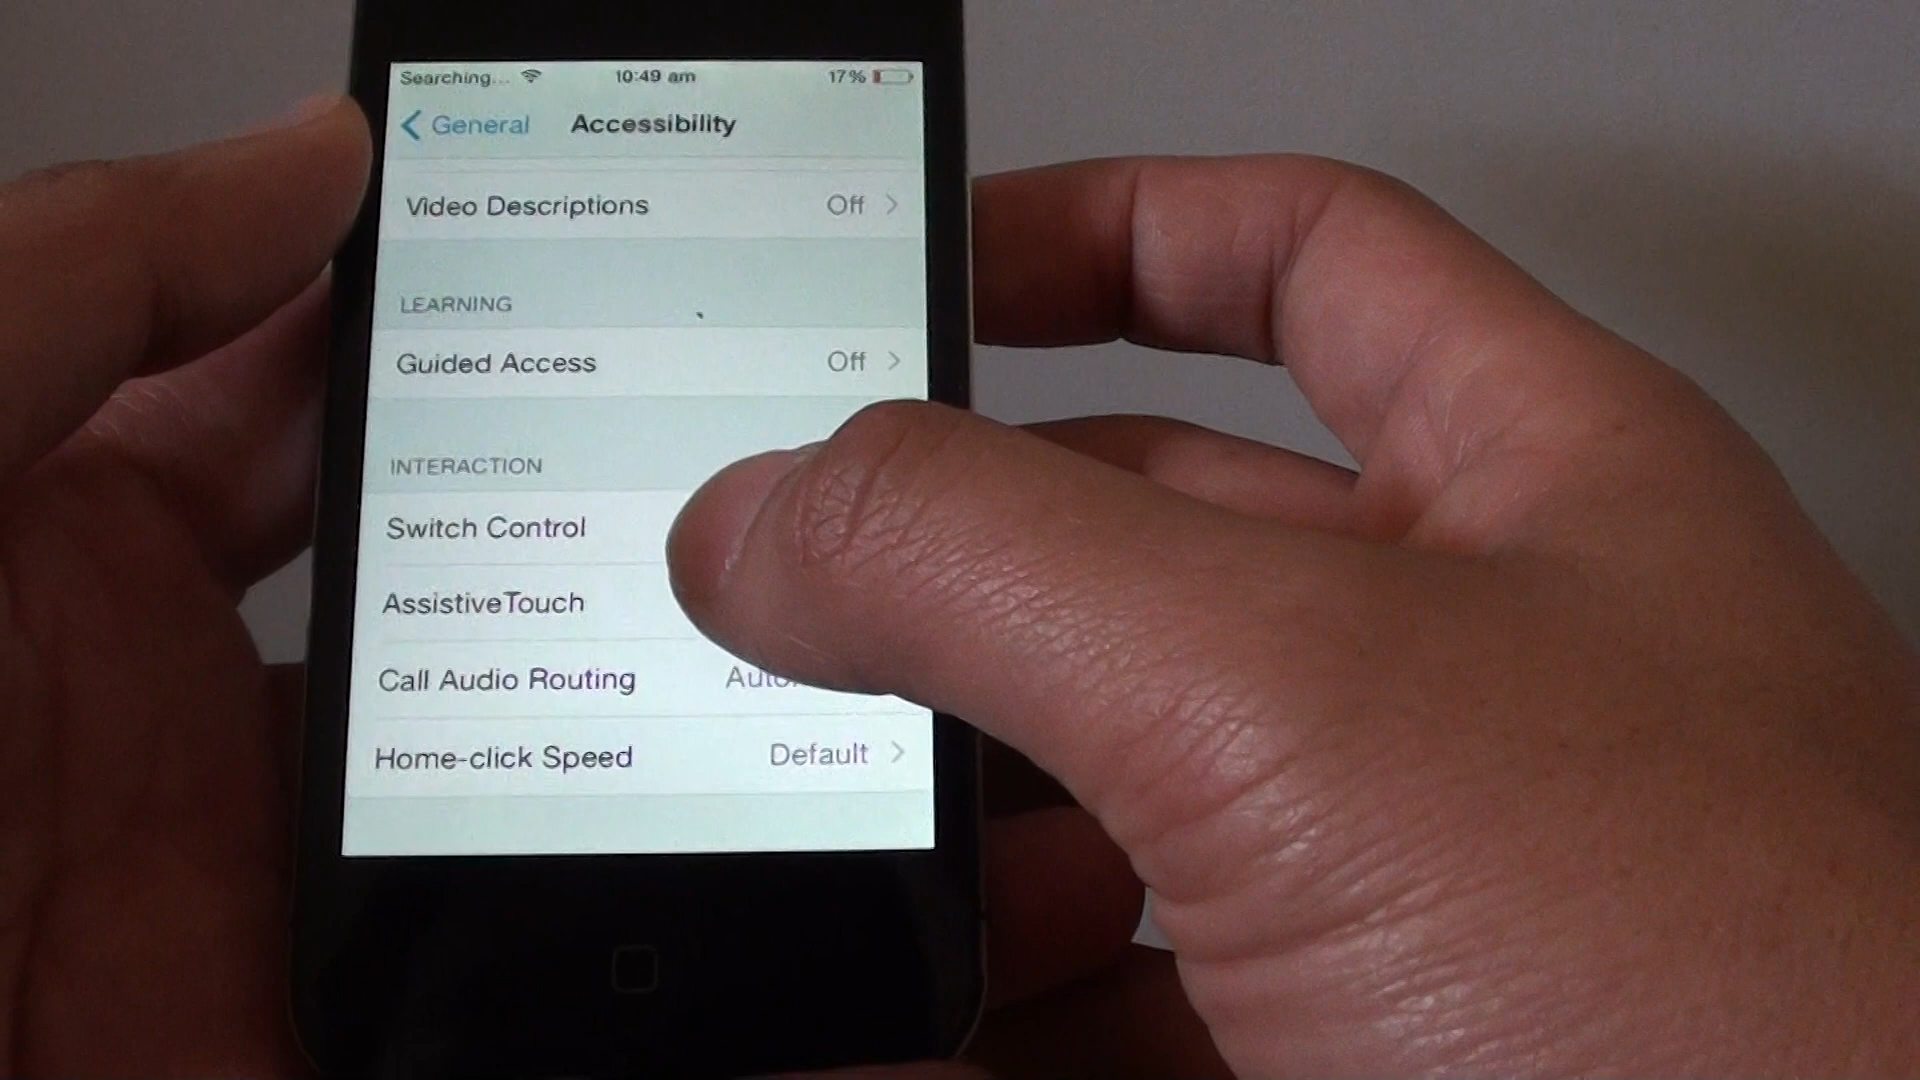 Searching... 10:49 am 17%
General Accessibility
Video Descriptions Off
LEARNING
Guided Access Off
INTERACTION
Switch Control
AssistiveTouch
Call Audio Routing
Home-click Speed Default